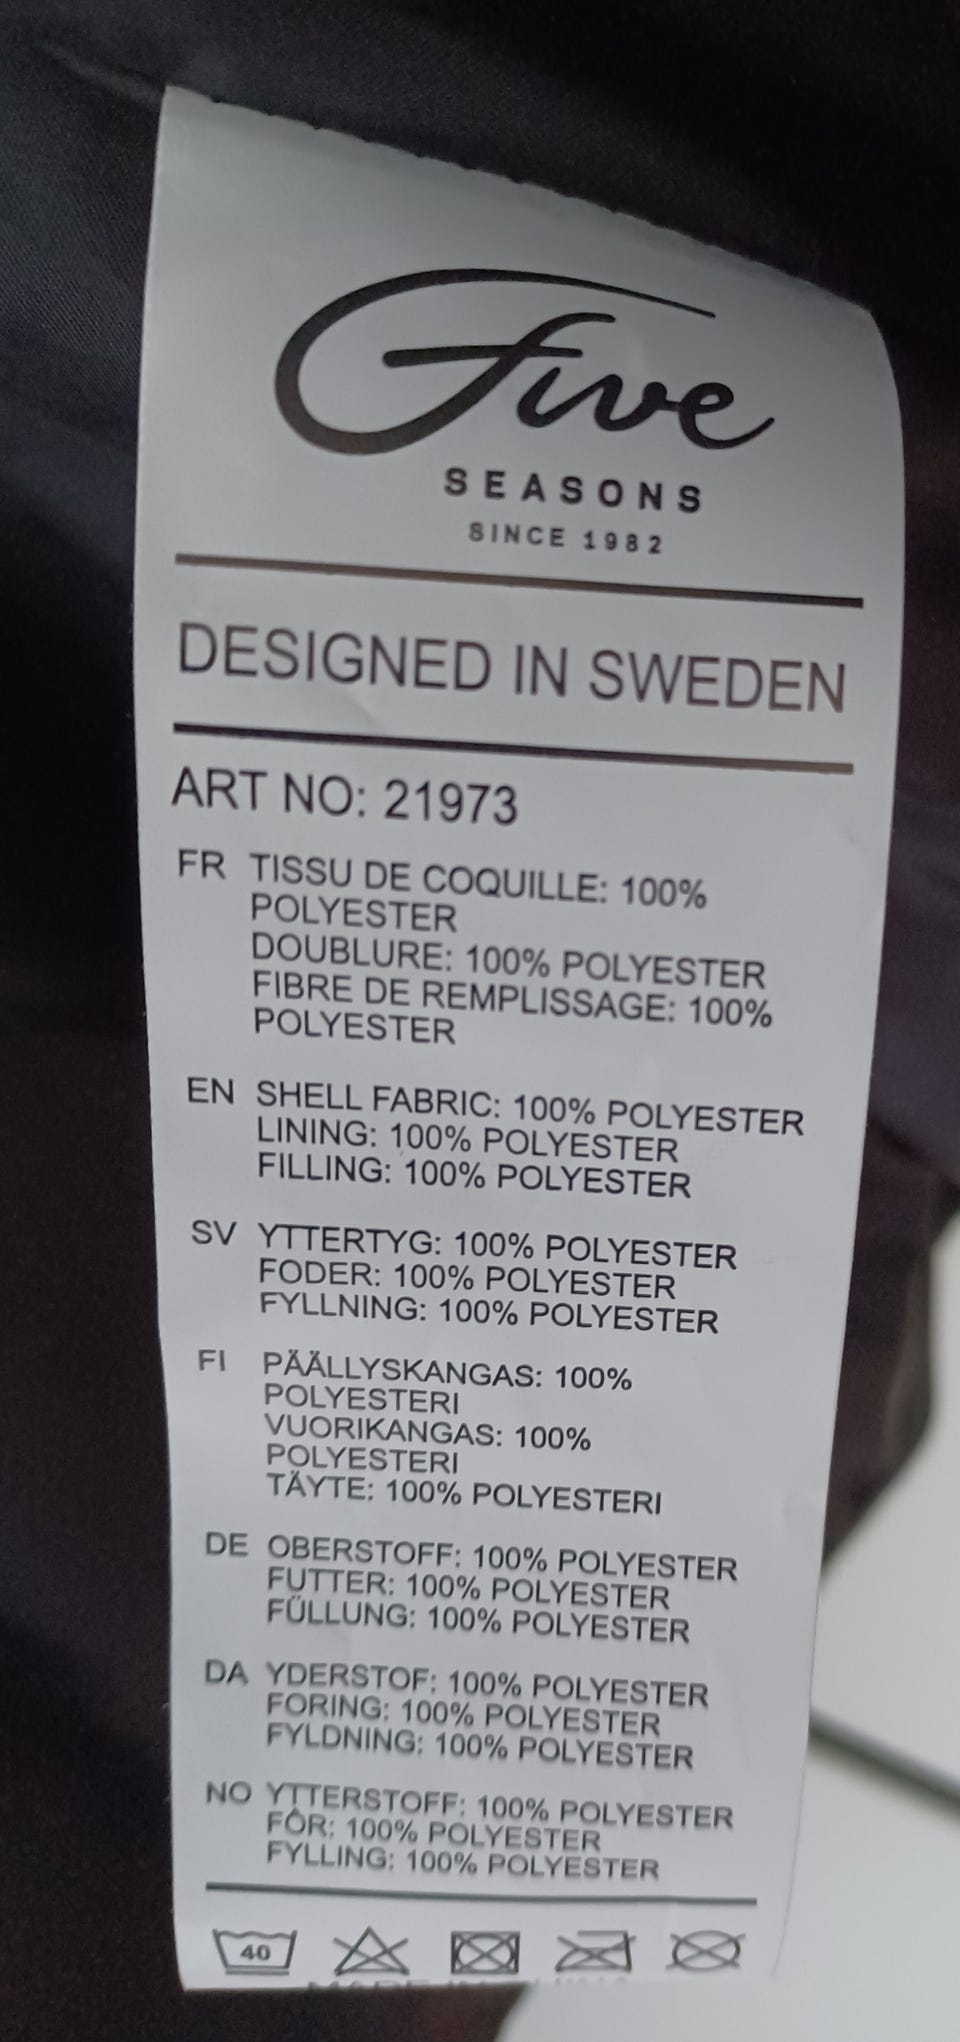 Five
SEASONS
SINCE 1982
DESIGNED IN SWEDEN
ART NO: 21973
FR TISSU DE COQUILLE: 100%
POLYESTER
DOUBLURE: 100% POLYESTER
FIBRE DE REMPLISSAGE: 100%
POLYESTER
EN SHELL FABRIC: 100% POLYESTER
LINING: 100% POLYESTER
FILLING: 100% POLYESTER
SV YTTERTYG: 100% POLYESTER
FODER: 100% POLYESTER
FYLLNING: 100% POLYESTER
FI PÄÄLLYSKANGAS: 100%
POLYESTERI
VUORIKANGAS: 100%
POLYESTERI
TÄYTE: 100% POLYESTERI
DE OBERSTOFF: 100% POLYESTER
FUTTER: 100% POLYESTER
FÜLLUNG: 100% POLYESTER
DA YDERSTOF: 100% POLYESTER
FORING: 100% POLYESTER
FYLDNING: 100% POLYESTER
NO YTTERSTOFF: 100% POLYESTER
FÔR: 100% POLYESTER
FYLLING: 100% POLYESTER
40